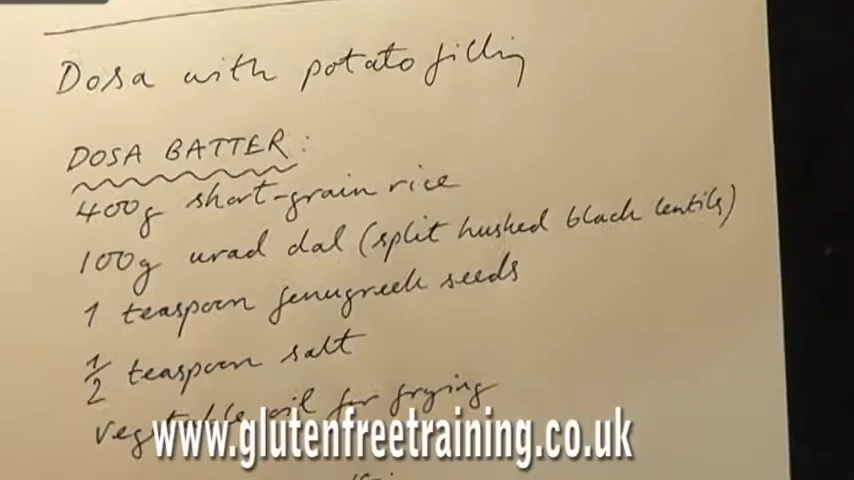 Dosa with potato filling
DOSA BATTER:
400g short-grain rice
100g urad dal (split husked black lentils)
1 teaspoon fenugreek seeds
1/2 teaspoon salt
vegetable oil for frying
www.glutenfreetraining.co.uk